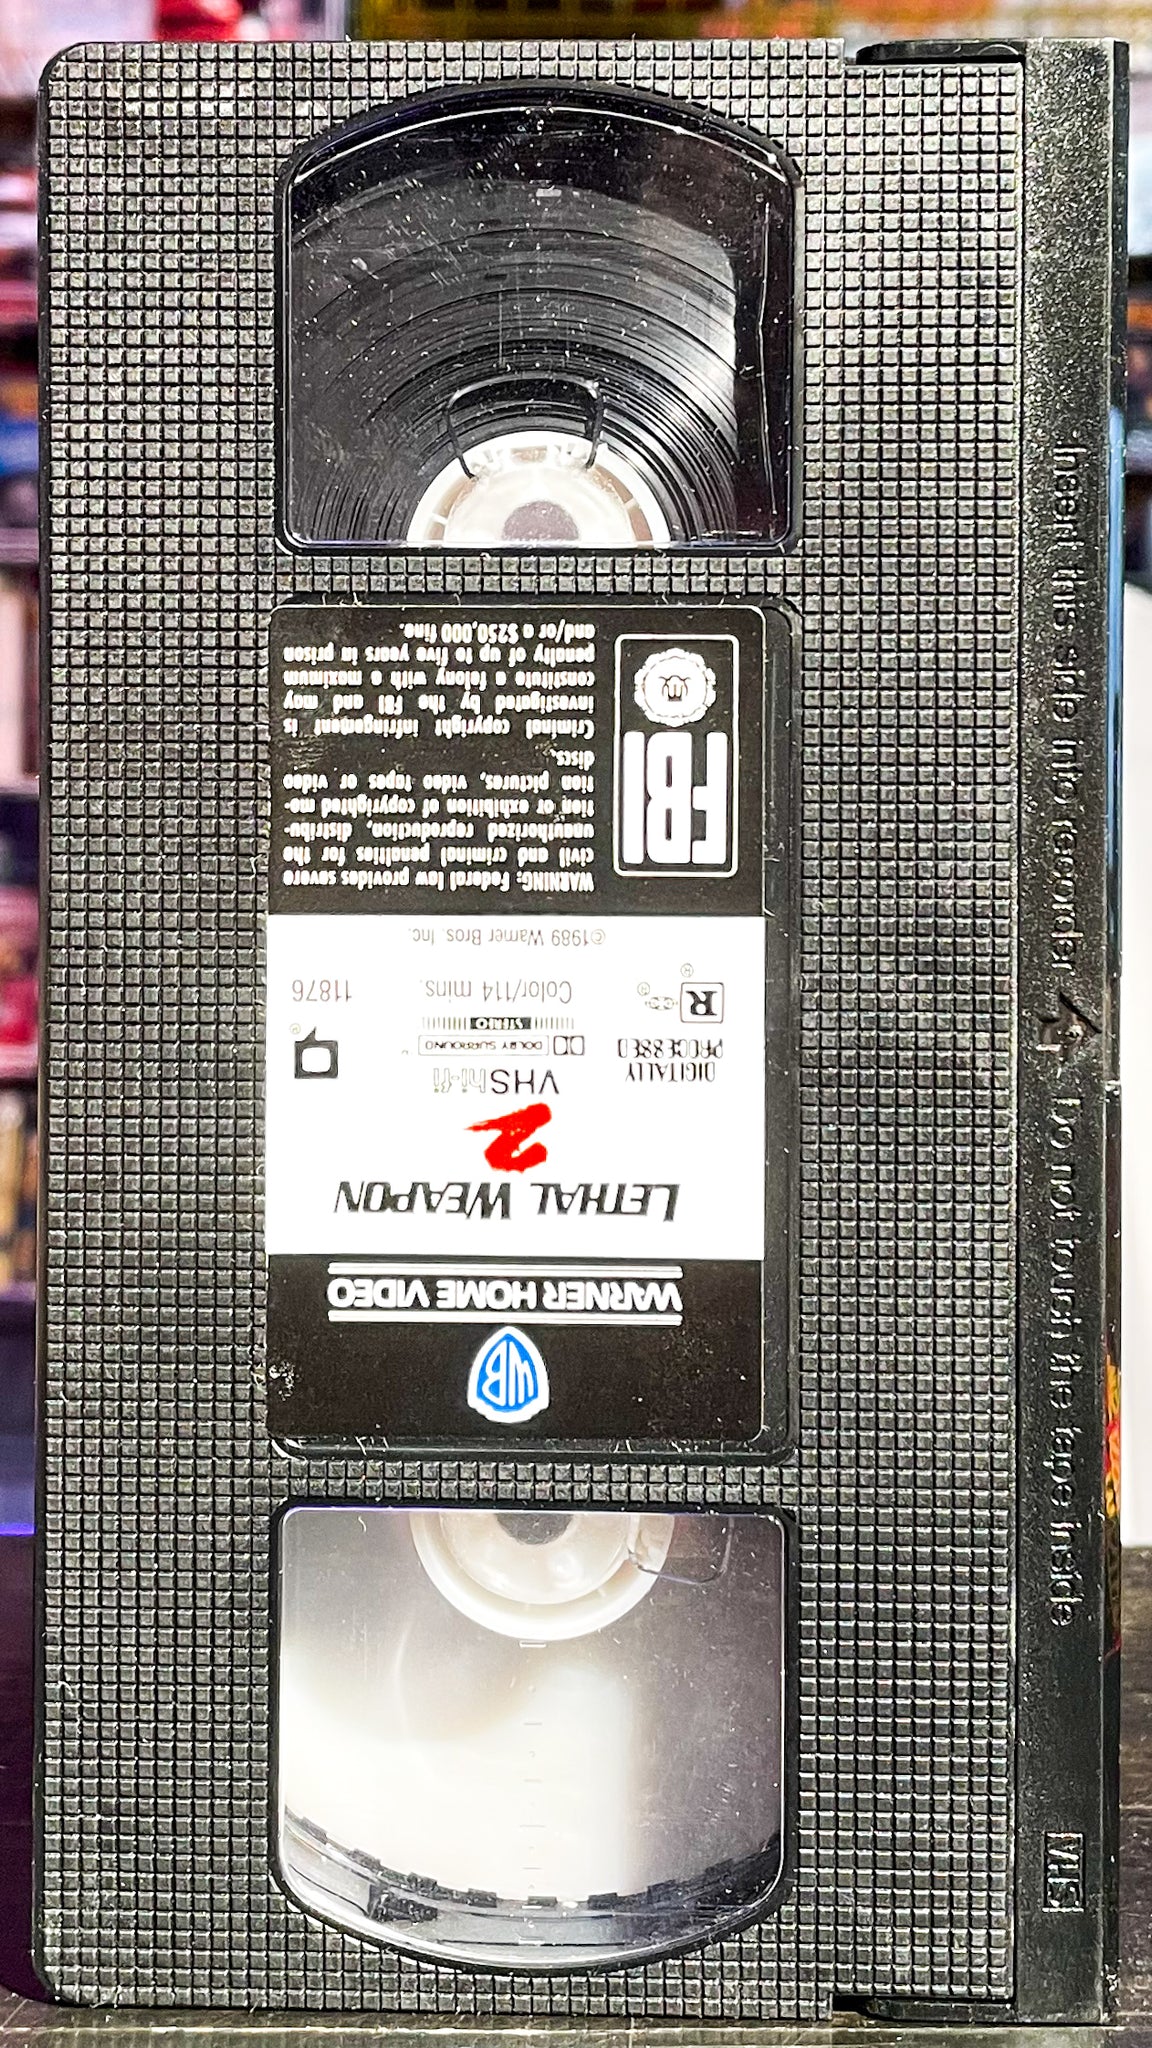 WB
WARNER HOME VIDEO
LETHAL WEAPON
2
VHS hi-fi
DIGITALLY
PROCESSED
DOLBY SURROUND
STEREO
R
Color/114 mins.
11876
©1989 Warner Bros. Inc.
FBI
WARNING: Federal law provides severe
civil and criminal penalties for the
unauthorized reproduction, distribu-
tion or exhibition of copyrighted mo-
tion pictures, video tapes or video
discs.
Criminal copyright infringement is
investigated by the FBI and may
constitute a felony with a maximum
penalty of up to five years in prison
and/or a $250,000 fine.
Insert this side into recorder
Do not touch the tape inside
VHS